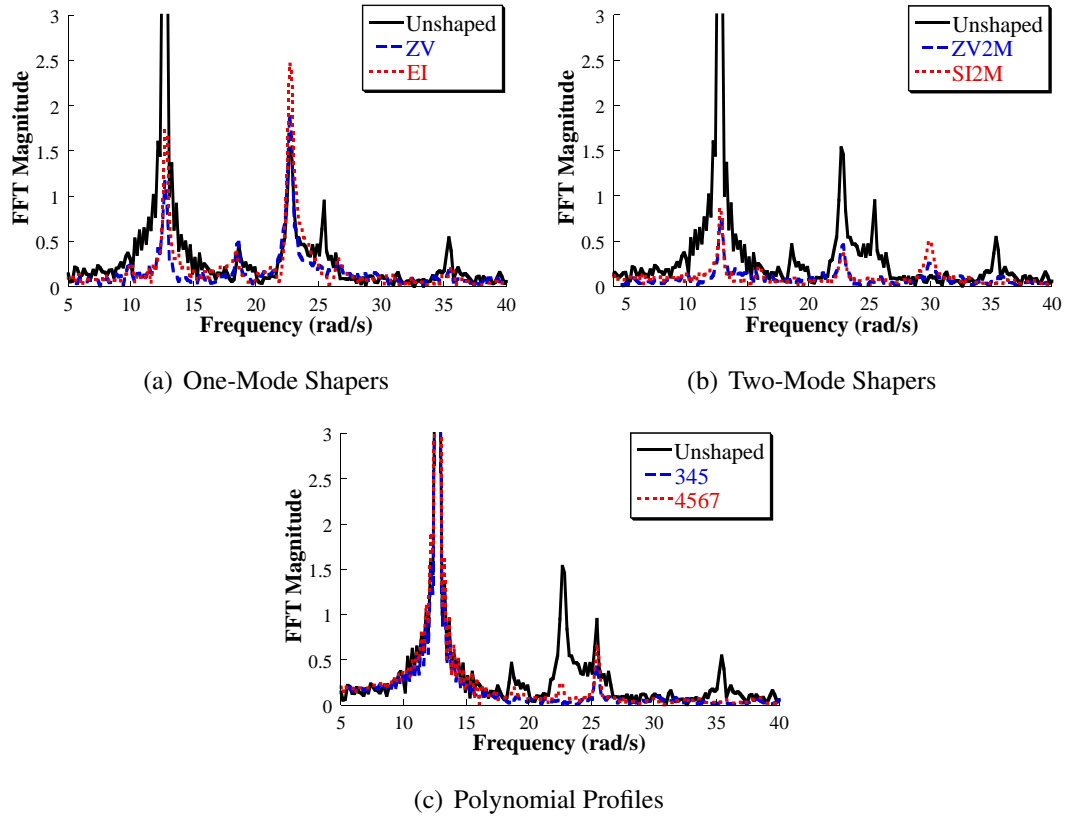 Unshaped
ZV
EI
FFT Magnitude
3
2.5
2
1.5
1
0.5
0
5 10 15 20 25 30 35 40
Frequency (rad/s)
(a) One-Mode Shapers
Unshaped
ZV2M
SI2M
FFT Magnitude
3
2.5
2
1.5
1
0.5
0
5 10 15 20 25 30 35 40
Frequency (rad/s)
(b) Two-Mode Shapers
Unshaped
345
4567
FFT Magnitude
3
2.5
2
1.5
1
0.5
0
5 10 15 20 25 30 35 40
Frequency (rad/s)
(c) Polynomial Profiles